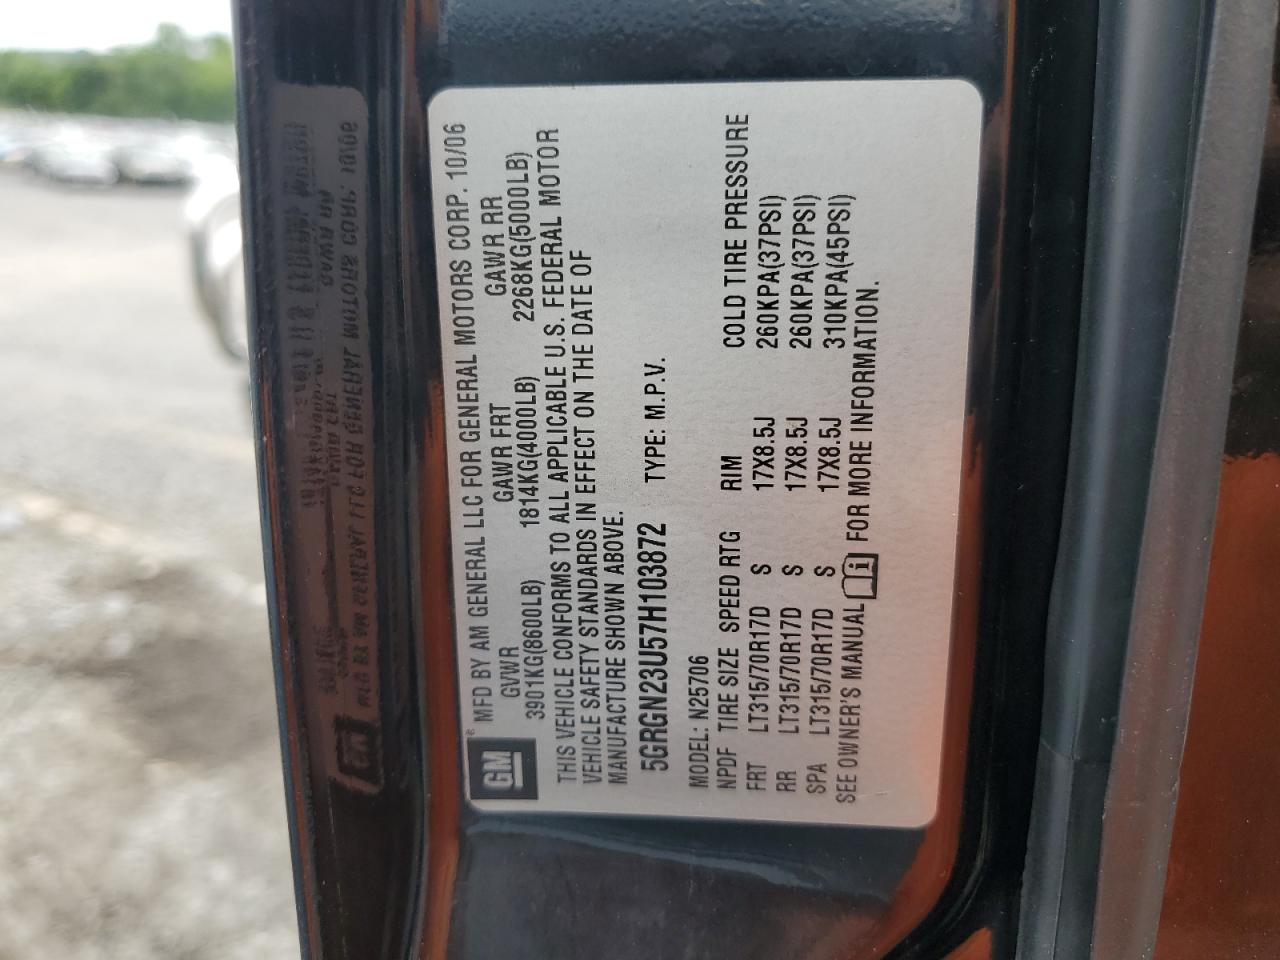 GM® MFD BY AM GENERAL LLC FOR GENERAL MOTORS CORP. 10/06
GVWR GAWR FRT GAWR RR
3901KG(8600LB) 1814KG(4000LB) 2268KG(5000LB)
THIS VEHICLE CONFORMS TO ALL APPLICABLE U.S. FEDERAL MOTOR
VEHICLE SAFETY STANDARDS IN EFFECT ON THE DATE OF
MANUFACTURE SHOWN ABOVE.
5GRGN23U57H103872 TYPE: M.P.V.
MODEL: N25706
NPDF TIRE SIZE SPEED RTG RIM COLD TIRE PRESSURE
FRT LT315/70R17D S 17X8.5J 260KPA(37PSI)
RR LT315/70R17D S 17X8.5J 260KPA(37PSI)
SPA LT315/70R17D S 17X8.5J 310KPA(45PSI)
SEE OWNER'S MANUAL i FOR MORE INFORMATION.